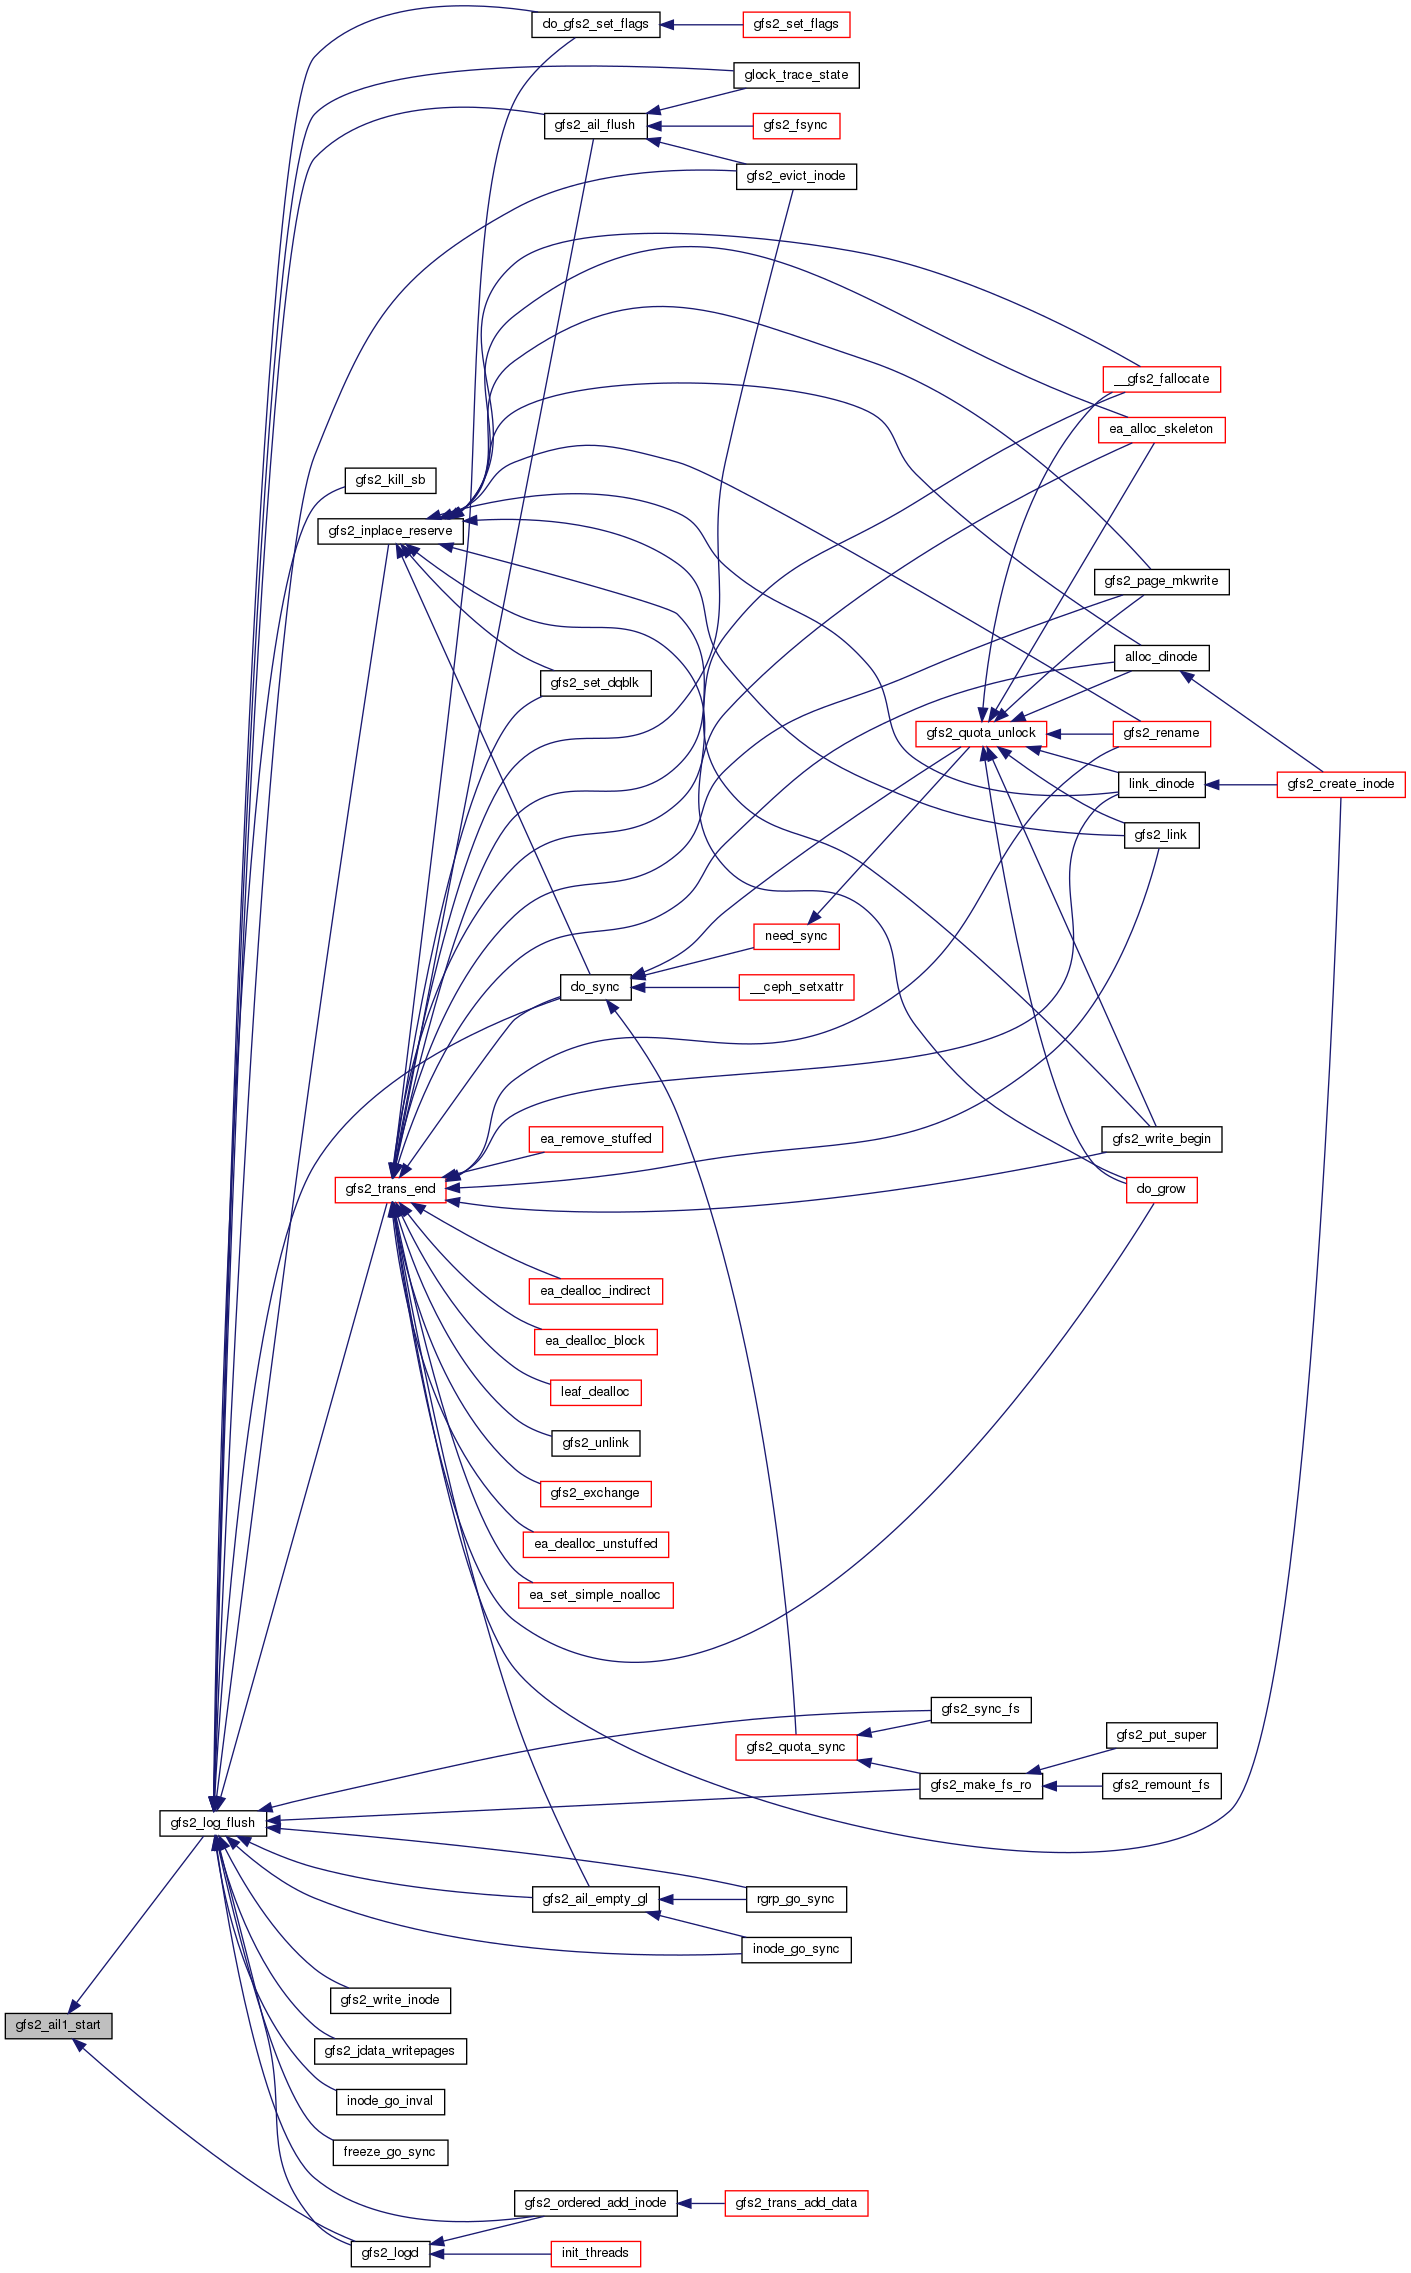 do_gfs2_set_flags
gfs2_set_flags
glock_trace_state
gfs2_ail_flush
gfs2_fsync
gfs2_evict_inode
__gfs2_fallocate
ea_alloc_skeleton
gfs2_kill_sb
gfs2_inplace_reserve
gfs2_page_mkwrite
alloc_dinode
gfs2_set_dqblk
gfs2_quota_unlock
gfs2_rename
link_dinode
gfs2_create_inode
gfs2_link
need_sync
do_sync
__ceph_setxattr
ea_remove_stuffed
gfs2_write_begin
gfs2_trans_end
do_grow
ea_dealloc_indirect
ea_dealloc_block
leaf_dealloc
gfs2_unlink
gfs2_exchange
ea_dealloc_unstuffed
ea_set_simple_noalloc
gfs2_sync_fs
gfs2_quota_sync
gfs2_put_super
gfs2_make_fs_ro
gfs2_remount_fs
gfs2_log_flush
gfs2_ail_empty_gl
rgrp_go_sync
inode_go_sync
gfs2_write_inode
gfs2_ail1_start
gfs2_jdata_writepages
inode_go_inval
freeze_go_sync
gfs2_ordered_add_inode
gfs2_trans_add_data
gfs2_logd
init_threads